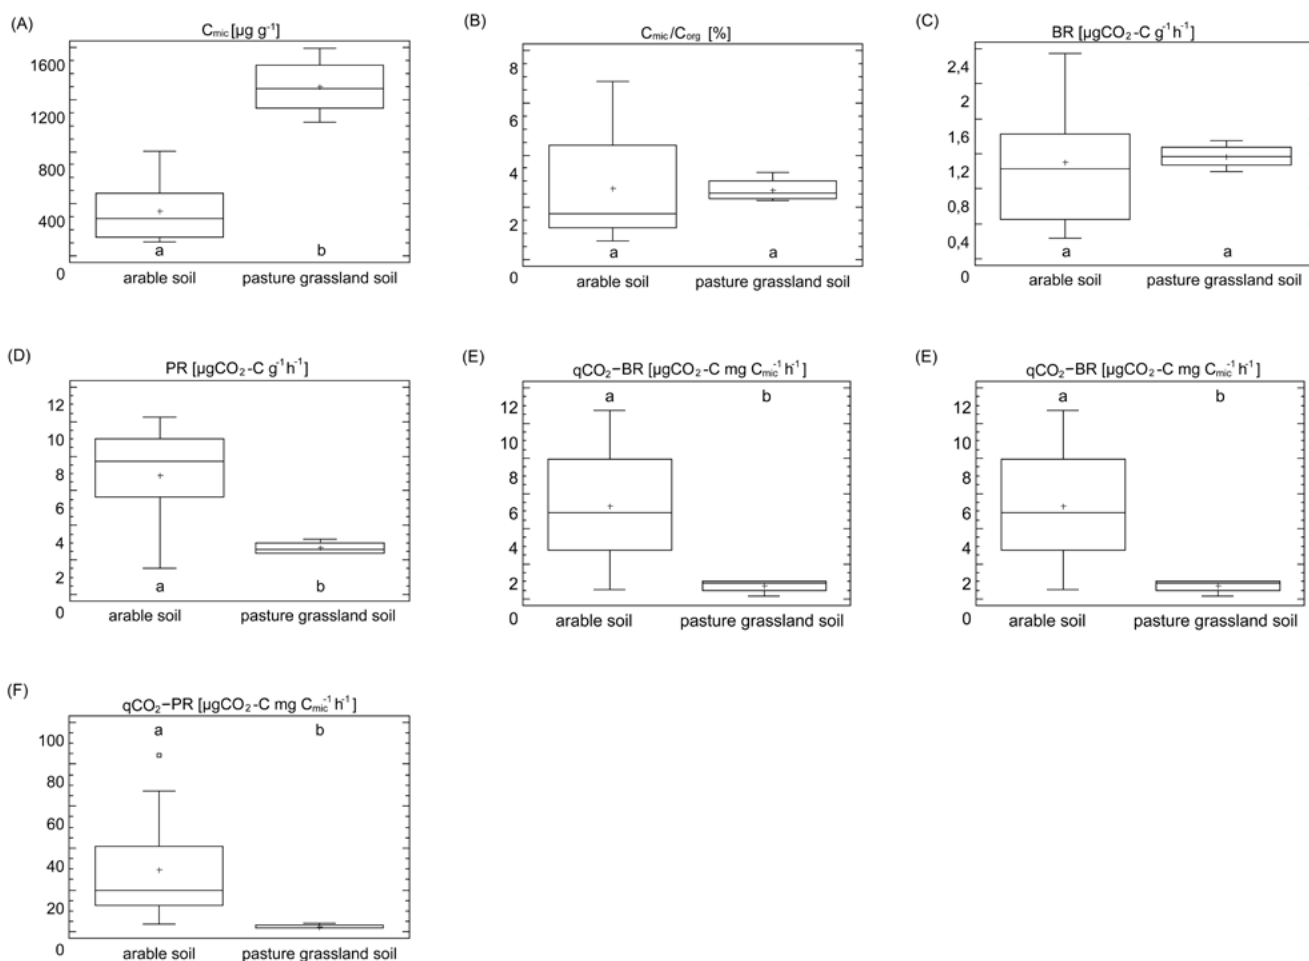 (A)
Cmic [µg g⁻¹]
1600
1200
800
400
0
a
b
arable soil
pasture grassland soil
(B)
Cmic/Corg [%]
8
6
4
2
0
a
a
arable soil
pasture grassland soil
(C)
BR [µgCO₂-C g⁻¹h⁻¹]
2,4
2
1,6
1,2
0,8
0,4
0
a
a
arable soil
pasture grassland soil
(D)
PR [µgCO₂-C g⁻¹h⁻¹]
12
10
8
6
4
2
0
a
b
arable soil
pasture grassland soil
(E)
qCO₂–BR [µgCO₂-C mg Cmic⁻¹ h⁻¹]
a
b
12
10
8
6
4
2
0
arable soil
pasture grassland soil
(E)
qCO₂–BR [µgCO₂-C mg Cmic⁻¹ h⁻¹]
a
b
12
10
8
6
4
2
0
arable soil
pasture grassland soil
(F)
qCO₂–PR [µgCO₂-C mg Cmic⁻¹ h⁻¹]
a
b
100
80
60
40
20
0
arable soil
pasture grassland soil